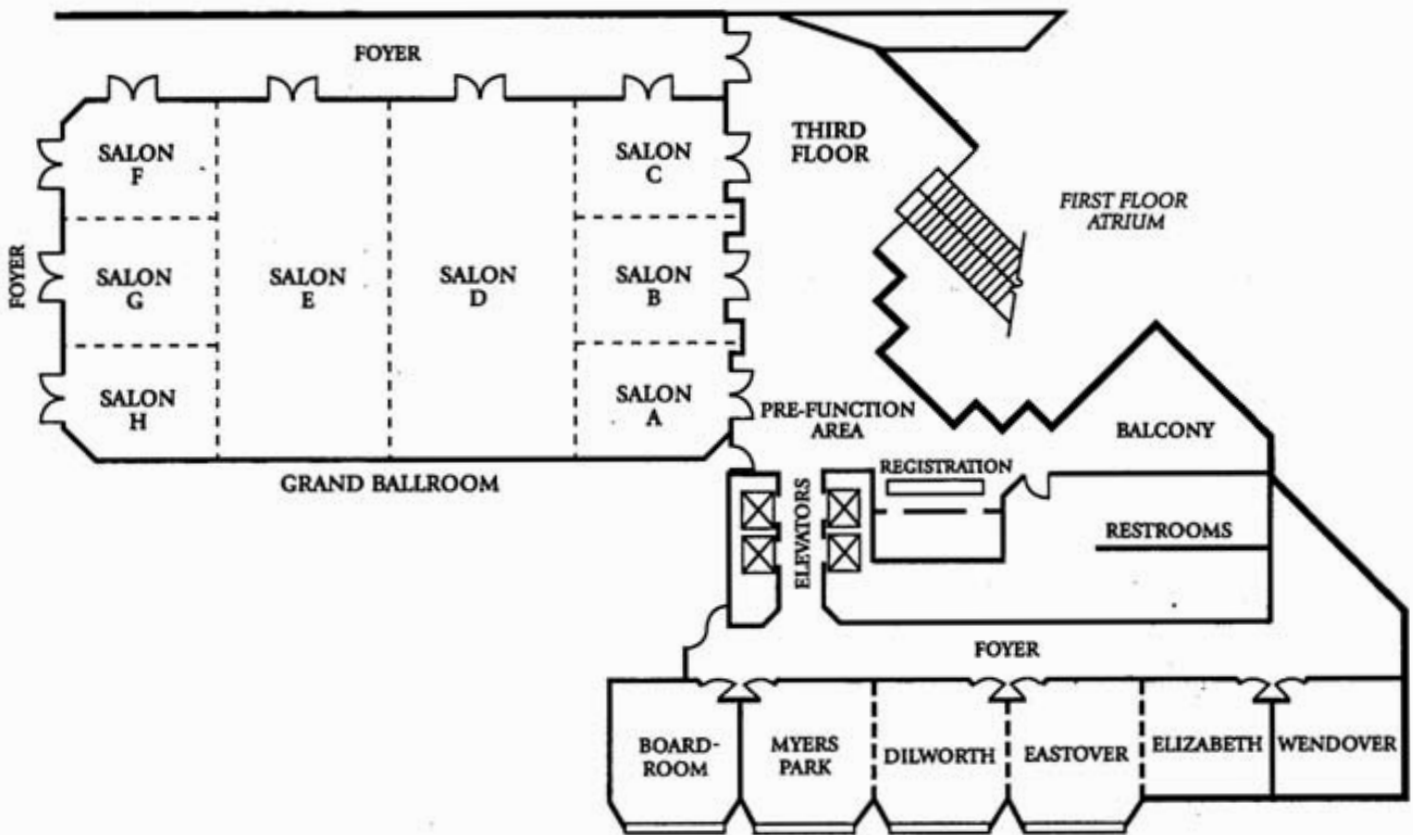 FOYER
THIRD
FLOOR
SALON
F
SALON
C
FIRST FLOOR
ATRIUM
FOYER
SALON
G
SALON
E
SALON
D
SALON
B
SALON
H
SALON
A
PRE-FUNCTION
AREA
BALCONY
GRAND BALLROOM
REGISTRATION
ELEVATORS
RESTROOMS
FOYER
BOARD-
ROOM
MYERS
PARK
DILWORTH
EASTOVER
ELIZABETH
WENDOVER